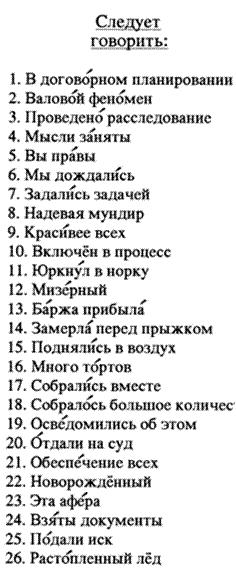 Следует
говорить:
1. В догово́рном планировании
2. Валово́й фено́мен
3. Проведено́ расследование
4. Мысли за́няты
5. Вы пра́вы
6. Мы дождали́сь
7. Задали́сь задачей
8. Надевая мундир
9. Краси́вее всех
10. Включён в процесс
11. Юркну́л в норку
12. Мизе́рный
13. Ба́ржа прибыла́
14. Замерла́ перед прыжком
15. Подняли́сь в воздух
16. Много то́ртов
17. Собрали́сь вместе
18. Собрало́сь большое количес
19. Осве́домились об этом
20. О́тдали на суд
21. Обеспе́чение всех
22. Новорождённый
23. Эта афе́ра
24. Взя́ты документы
25. По́дали иск
26. Расто́пленный лёд